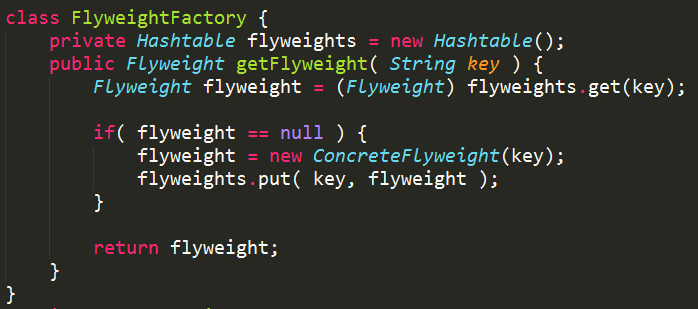 class FlyweightFactory {
    private Hashtable flyweights = new Hashtable();
    public Flyweight getFlyweight( String key ) {
        Flyweight flyweight = (Flyweight) flyweights.get(key);

        if( flyweight == null ) {
            flyweight = new ConcreteFlyweight(key);
            flyweights.put( key, flyweight );
        }

        return flyweight;
    }
}